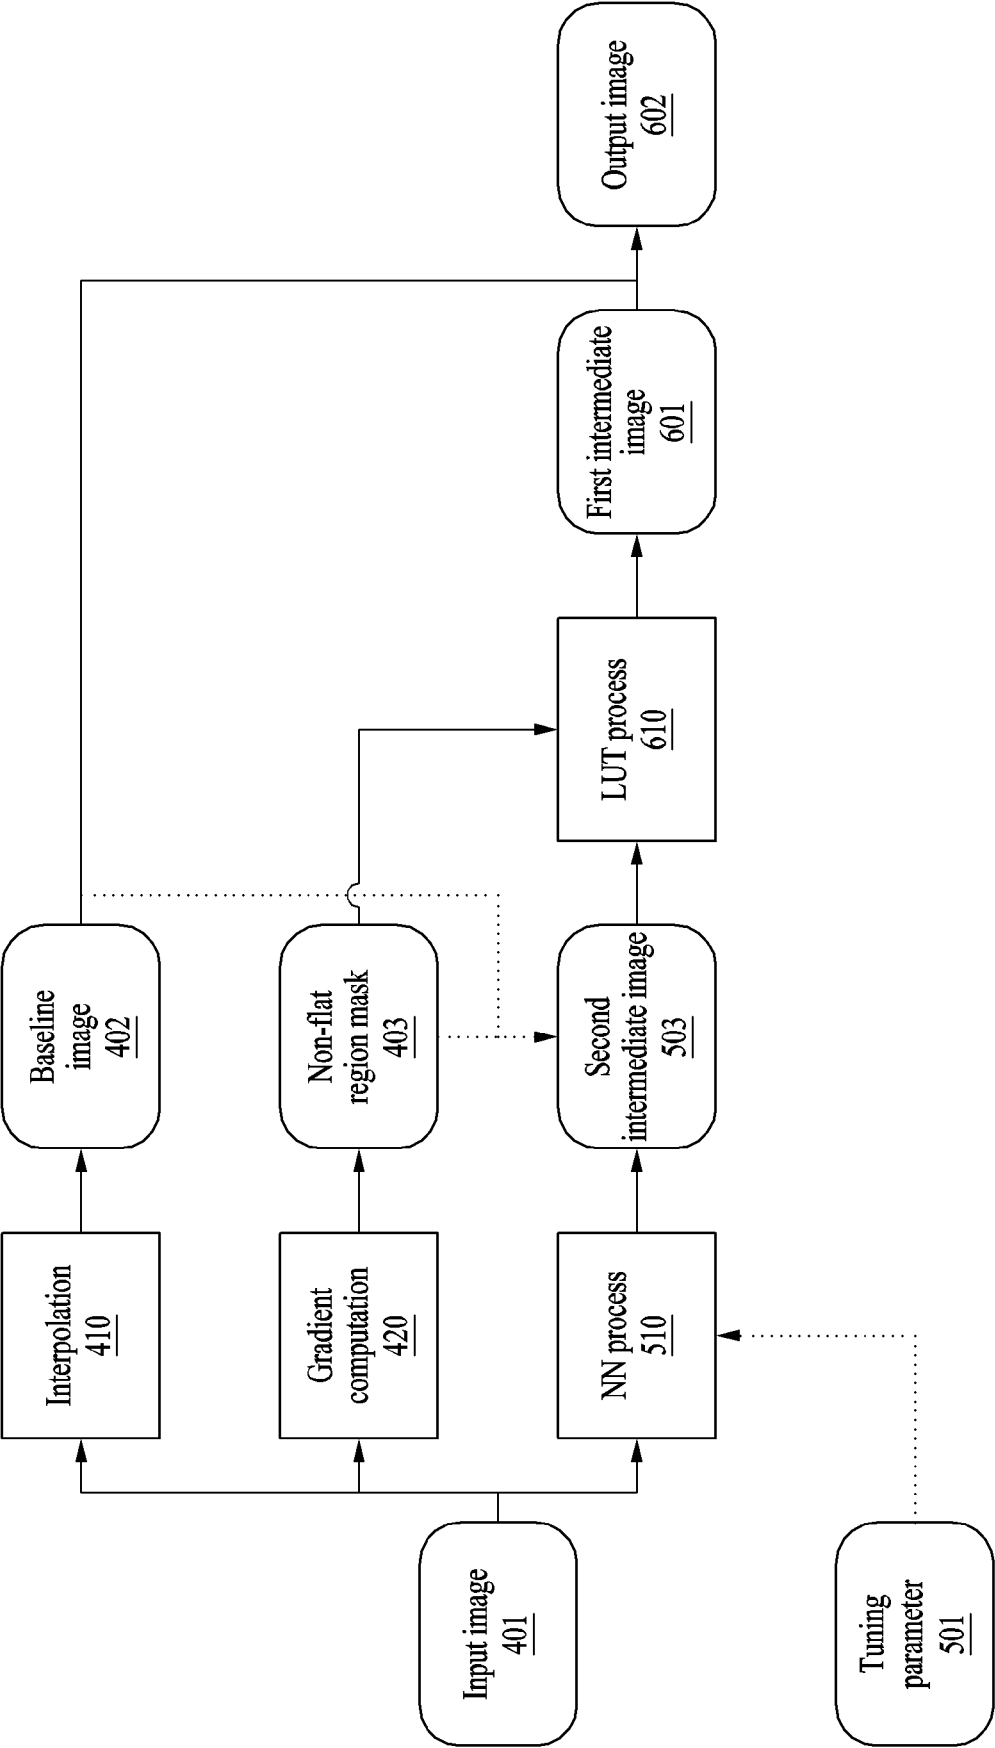 Input image
401
Tuning
parameter
501
Interpolation
410
Gradient
computation
420
NN process
510
Baseline
image
402
Non-flat
region mask
403
Second
intermediate image
503
LUT process
610
First intermediate
image
601
Output image
602